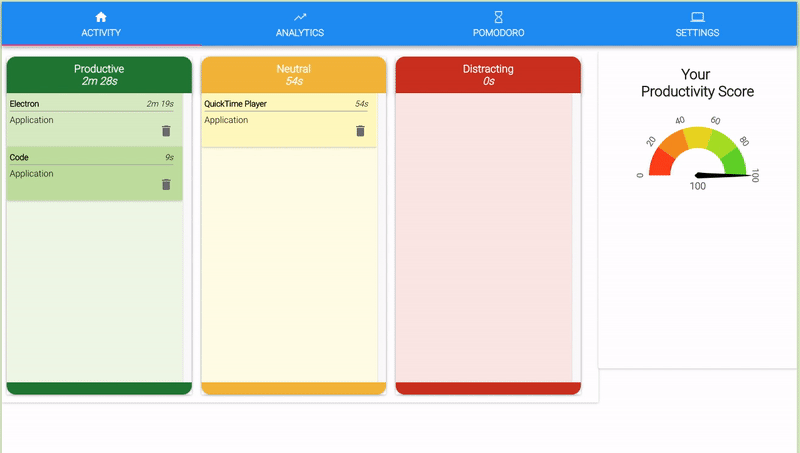 ACTIVITY
ANALYTICS
POMODORO
SETTINGS
Productive
2m 28s
Electron 2m 19s
Application
Code 9s
Application
Neutral
54s
QuickTime Player 54s
Application
Distracting
0s
Your
Productivity Score
0
20
40
60
80
100
100